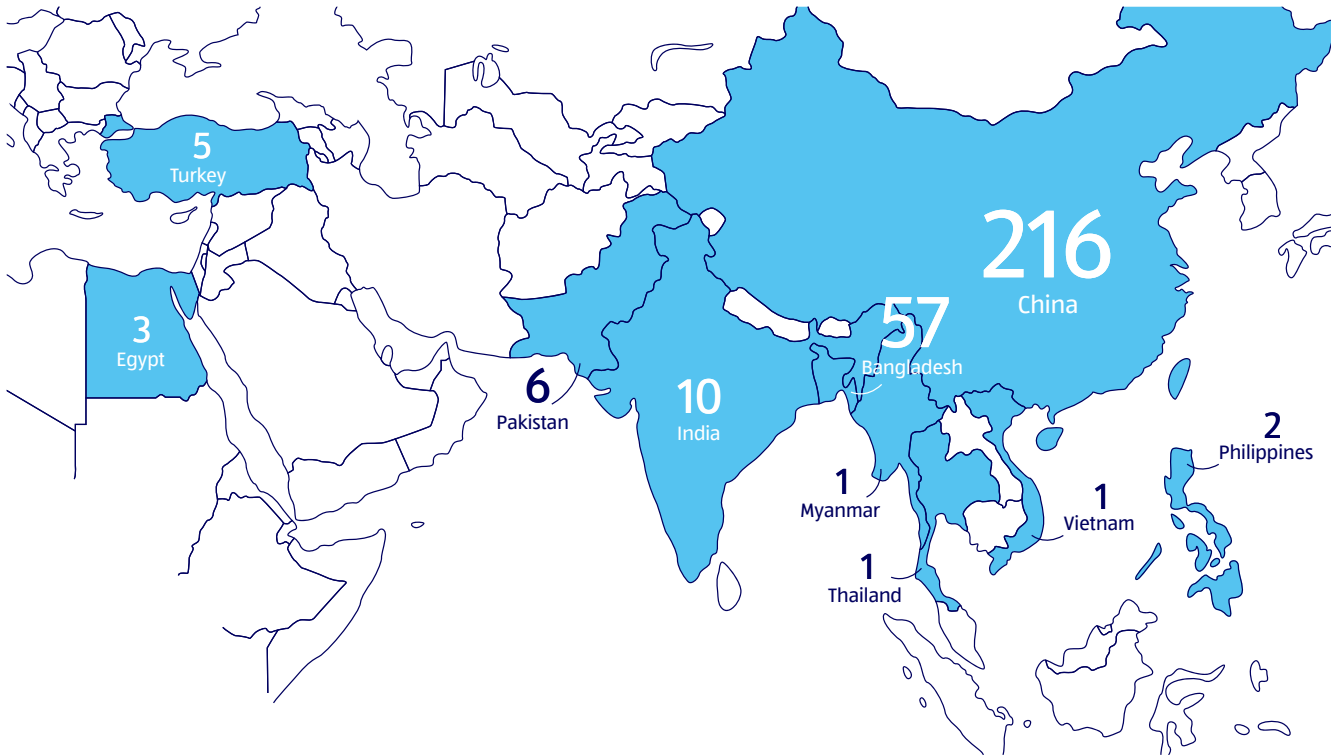 5
Turkey
216
China
57
Bangladesh
3
Egypt
6
Pakistan
10
India
2
Philippines
1
Myanmar
1
Vietnam
1
Thailand